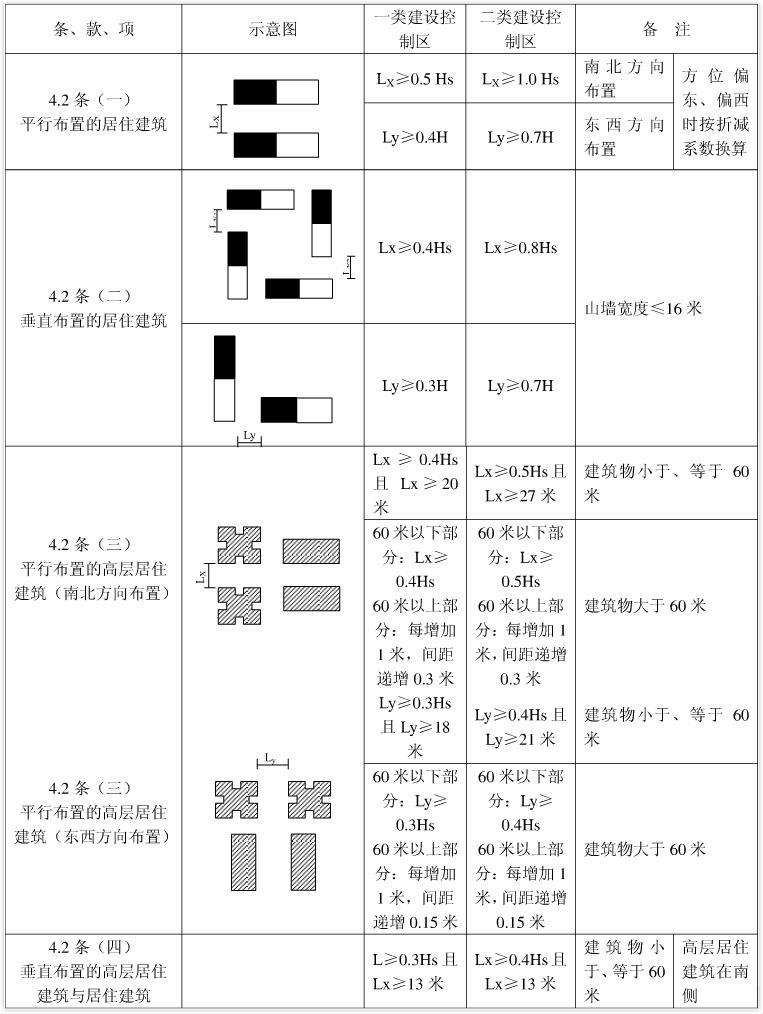 条、款、项
示意图
一类建设控
制区
二类建设控
制区
备 注
4.2 条（一）
平行布置的居住建筑
Lx
Lx≥0.5 Hs
Lx≥1.0 Hs
南北方向
布置
方位偏
东、偏西
时按折减
系数换算
Ly≥0.4H
Ly≥0.7H
东西方向
布置
4.2 条（二）
垂直布置的居住建筑
Lx≥0.4Hs
Lx≥0.8Hs
山墙宽度≤16 米
Ly
Ly≥0.3H
Ly≥0.7H
4.2 条（三）
平行布置的高层居住
建筑（南北方向布置）
Lx
Lx ≥ 0.4Hs
且 Lx ≥ 20
米
Lx≥0.5Hs 且
Lx≥27 米
建筑物小于、等于 60
米
60 米以下部
分：Lx≥
0.4Hs
60 米以上部
分：每增加
1 米，间距
递增 0.3 米
60 米以下部
分：Lx≥
0.5Hs
60 米以上部
分：每增加 1
米，间距递增
0.3 米
建筑物大于 60 米
4.2 条（三）
平行布置的高层居住
建筑（东西方向布置）
Ly
Ly≥0.3Hs
且 Ly≥18
米
Ly≥0.4Hs 且
Ly≥21 米
建筑物小于、等于 60
米
60 米以下部
分：Ly≥
0.3Hs
60 米以上部
分：每增加
1 米，间距
递增 0.15 米
60 米以下部
分：Ly≥
0.4Hs
60 米以上部
分：每增加 1
米，间距递增
0.15 米
建筑物大于 60 米
4.2 条（四）
垂直布置的高层居住
建筑与居住建筑
L≥0.3Hs 且
Lx≥13 米
Lx≥0.4Hs 且
Lx≥13 米
建筑物小
于、等于 60
米
高层居住
建筑在南
侧